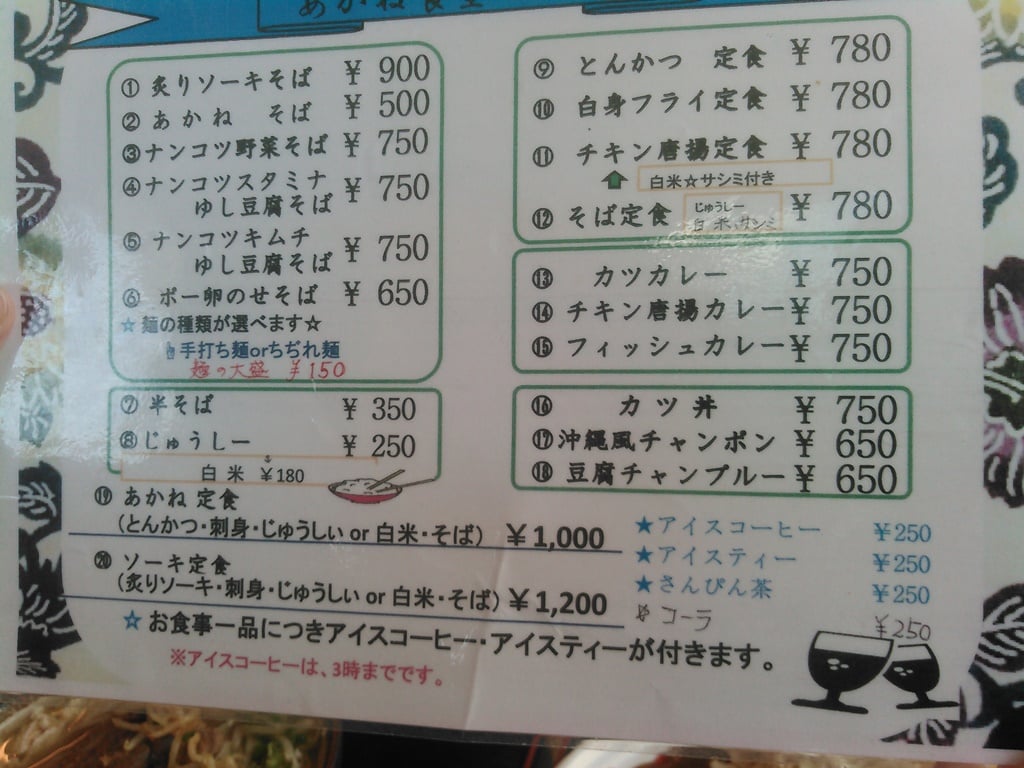 あかね食堂
① 炙りソーキそば ¥ 900
② あかね そば ¥ 500
③ ナンコツ野菜そば ¥ 750
④ ナンコツスタミナ
ゆし豆腐そば ¥ 750
⑤ ナンコツキムチ
ゆし豆腐そば ¥ 750
⑥ ポー卵のせそば ¥ 650
☆ 麺の種類が選べます☆
手打ち麺orちぢれ麺
麺の大盛 ¥150
⑦ 半そば ¥ 350
⑧ じゅうしー ¥ 250
白米 ¥180
⑨ とんかつ 定食 ¥ 780
⑩ 白身フライ定食 ¥ 780
⑪ チキン唐揚定食 ¥ 780
白米☆サシミ付き
⑫ そば定食 ¥ 780
じゅうしー
白米、サシミ
⑬ カツカレー ¥ 750
⑭ チキン唐揚カレー ¥ 750
⑮ フィッシュカレー ¥ 750
⑯ カツ丼 ¥ 750
⑰ 沖縄風チャンポン ¥ 650
⑱ 豆腐チャンプルー ¥ 650
⑲ あかね 定食
(とんかつ・刺身・じゅうしい or 白米・そば) ¥1,000
⑳ ソーキ定食
(炙りソーキ・刺身・じゅうしい or 白米・そば) ¥1,200
★アイスコーヒー ¥250
★アイスティー ¥250
★さんぴん茶 ¥250
コーラ ¥250
☆ お食事一品につきアイスコーヒー・アイスティーが付きます。
※アイスコーヒーは、3時までです。